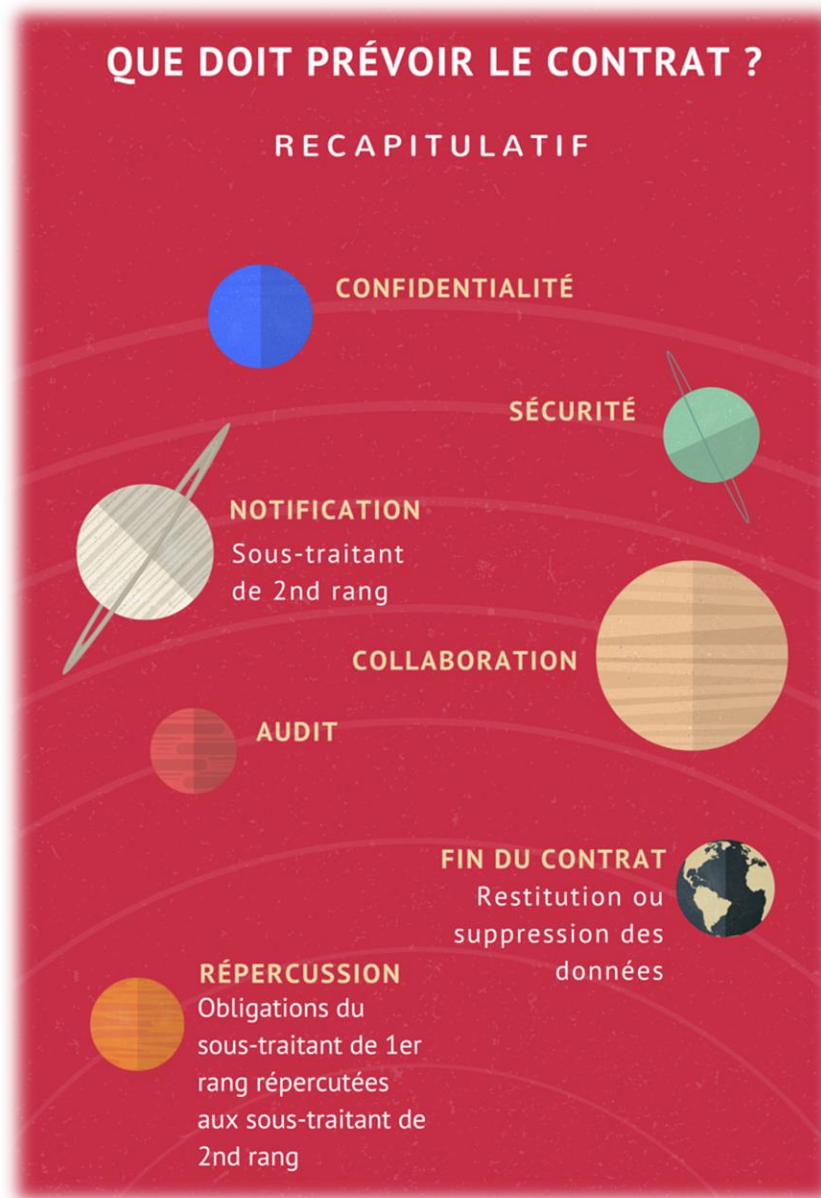 QUE DOIT PRÉVOIR LE CONTRAT ?
RECAPITULATIF
CONFIDENTIALITÉ
SÉCURITÉ
NOTIFICATION
Sous-traitant
de 2nd rang
COLLABORATION
AUDIT
FIN DU CONTRAT
Restitution ou
suppression des
données
RÉPERCUSSION
Obligations du
sous-traitant de 1er
rang répercutées
aux sous-traitant de
2nd rang